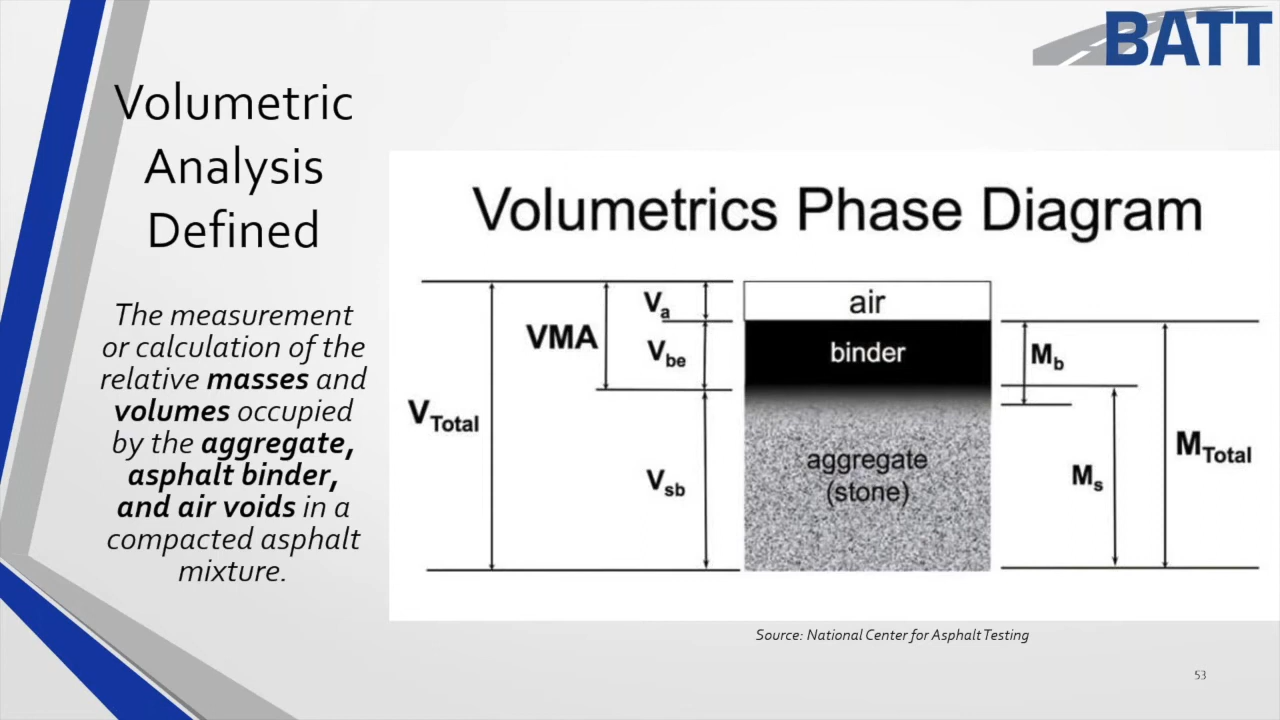 BATT
Volumetric
Analysis
Defined
The measurement
or calculation of the
relative masses and
volumes occupied
by the aggregate,
asphalt binder,
and air voids in a
compacted asphalt
mixture.
Volumetrics Phase Diagram
Va
VMA
Vbe
VTotal
Vsb
air
binder
aggregate
(stone)
Mb
MTotal
Ms
Source: National Center for Asphalt Testing
53